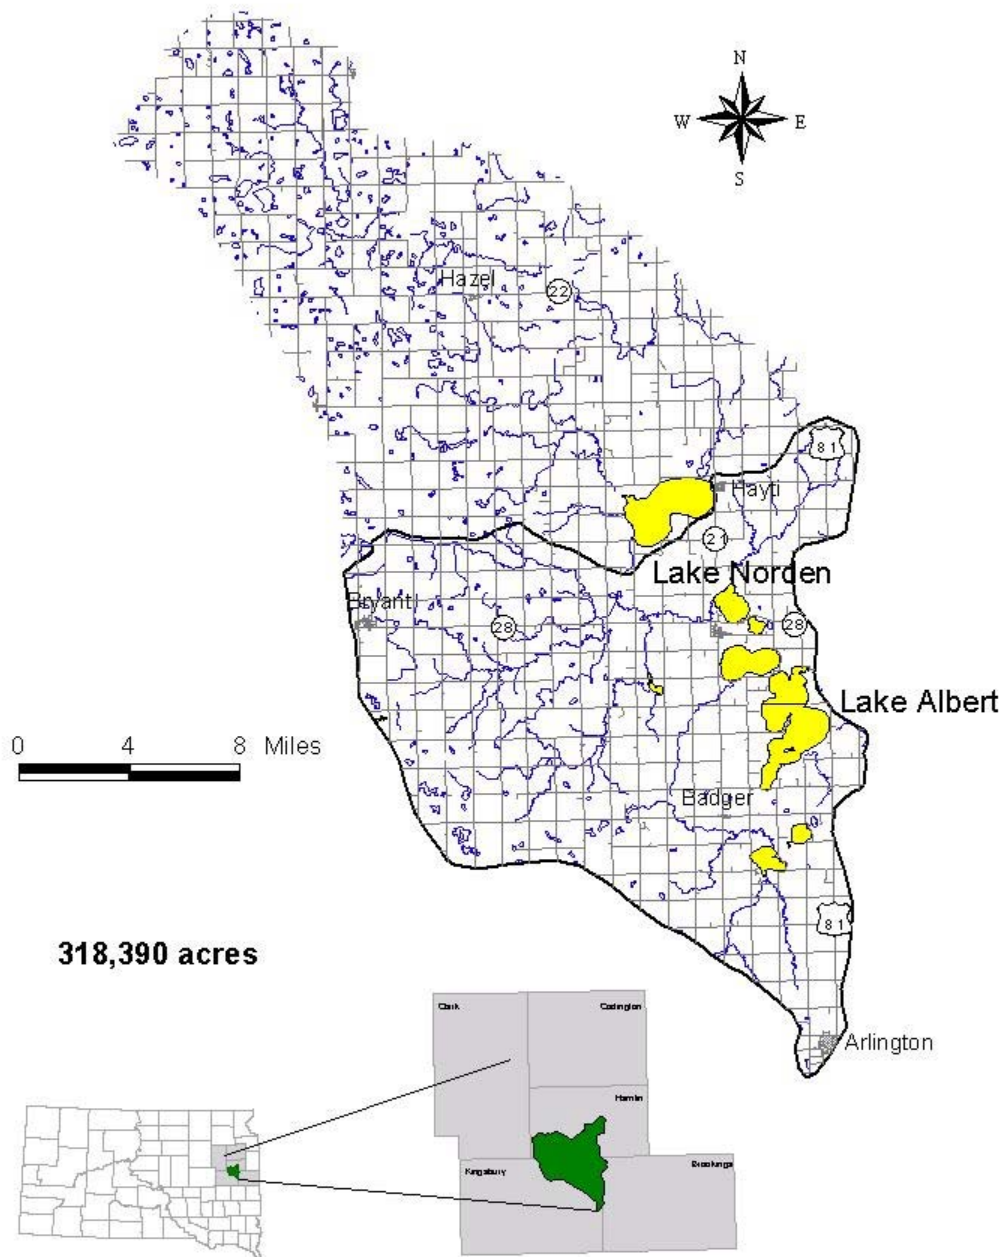 N
W E
S
Hazel
22
81
Hayti
21
Lake Norden
Bryant
28
28
Lake Albert
0 4 8 Miles
Badger
318,390 acres
81
Arlington
Clark
Codington
Hamlin
Kingsbury
Brookings